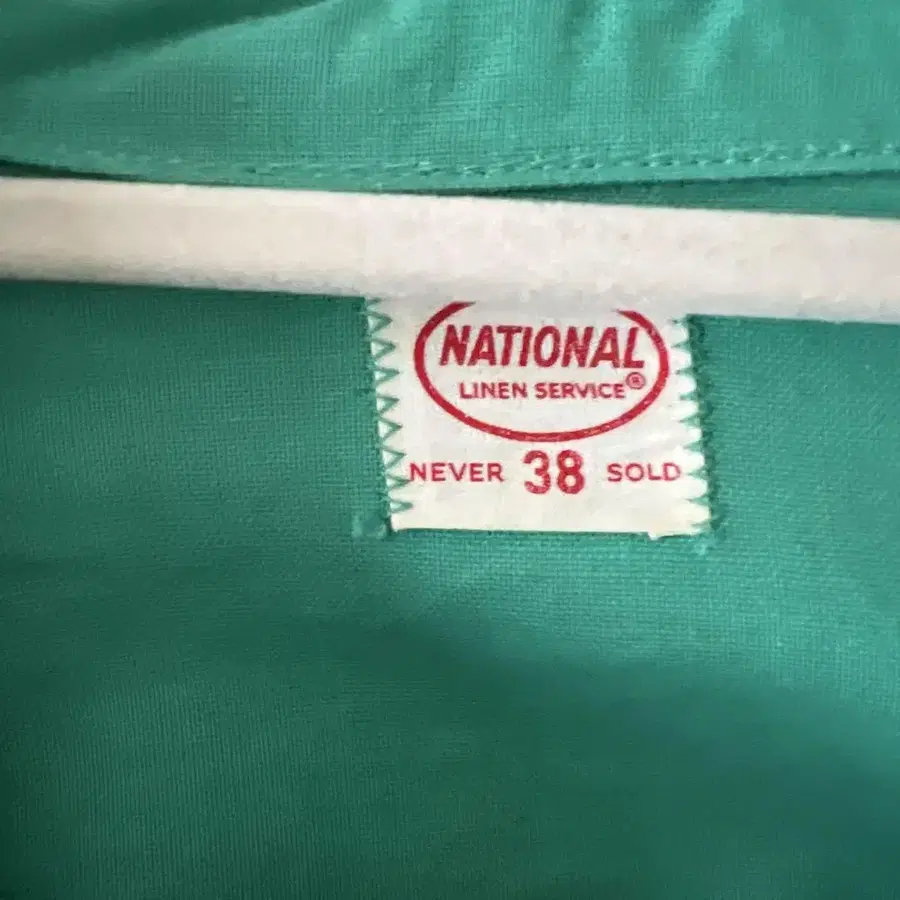 NATIONAL
LINEN SERVICE®
NEVER 38 SOLD